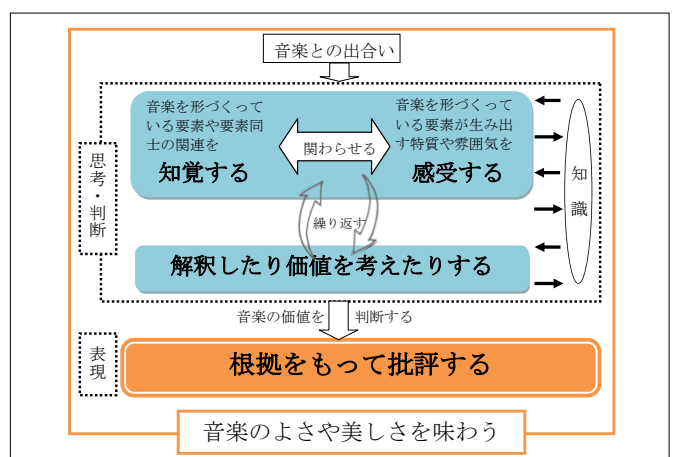 音楽との出合い
音楽を形づくって
いる要素や要素同
士の関連を
知覚する
関わらせる
音楽を形づくって
いる要素が生み出
す特質や雰囲気を
感受する
思考・判断
知識
繰り返す
解釈したり価値を考えたりする
音楽の価値を
判断する
表現
根拠をもって批評する
音楽のよさや美しさを味わう